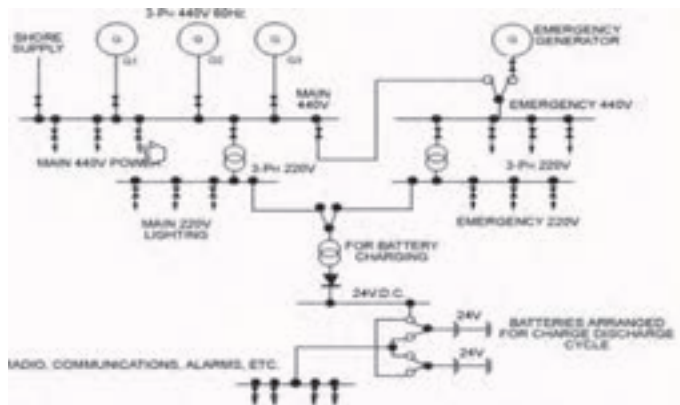 3-PH 440V 60Hz
SHORE
SUPPLY
G
G1
G
G2
G
G3
G
EMERGENCY
GENERATOR
MAIN
440V
EMERGENCY 440V
MAIN 440V POWER
3-PH 220V
3-PH 220V
MAIN 220V
LIGHTING
EMERGENCY 220V
FOR BATTERY
CHARGING
24V D.C.
24V
24V
BATTERIES ARRANGED
FOR CHARGE DISCHARGE
CYCLE
RADIO, COMMUNICATIONS, ALARMS, ETC.